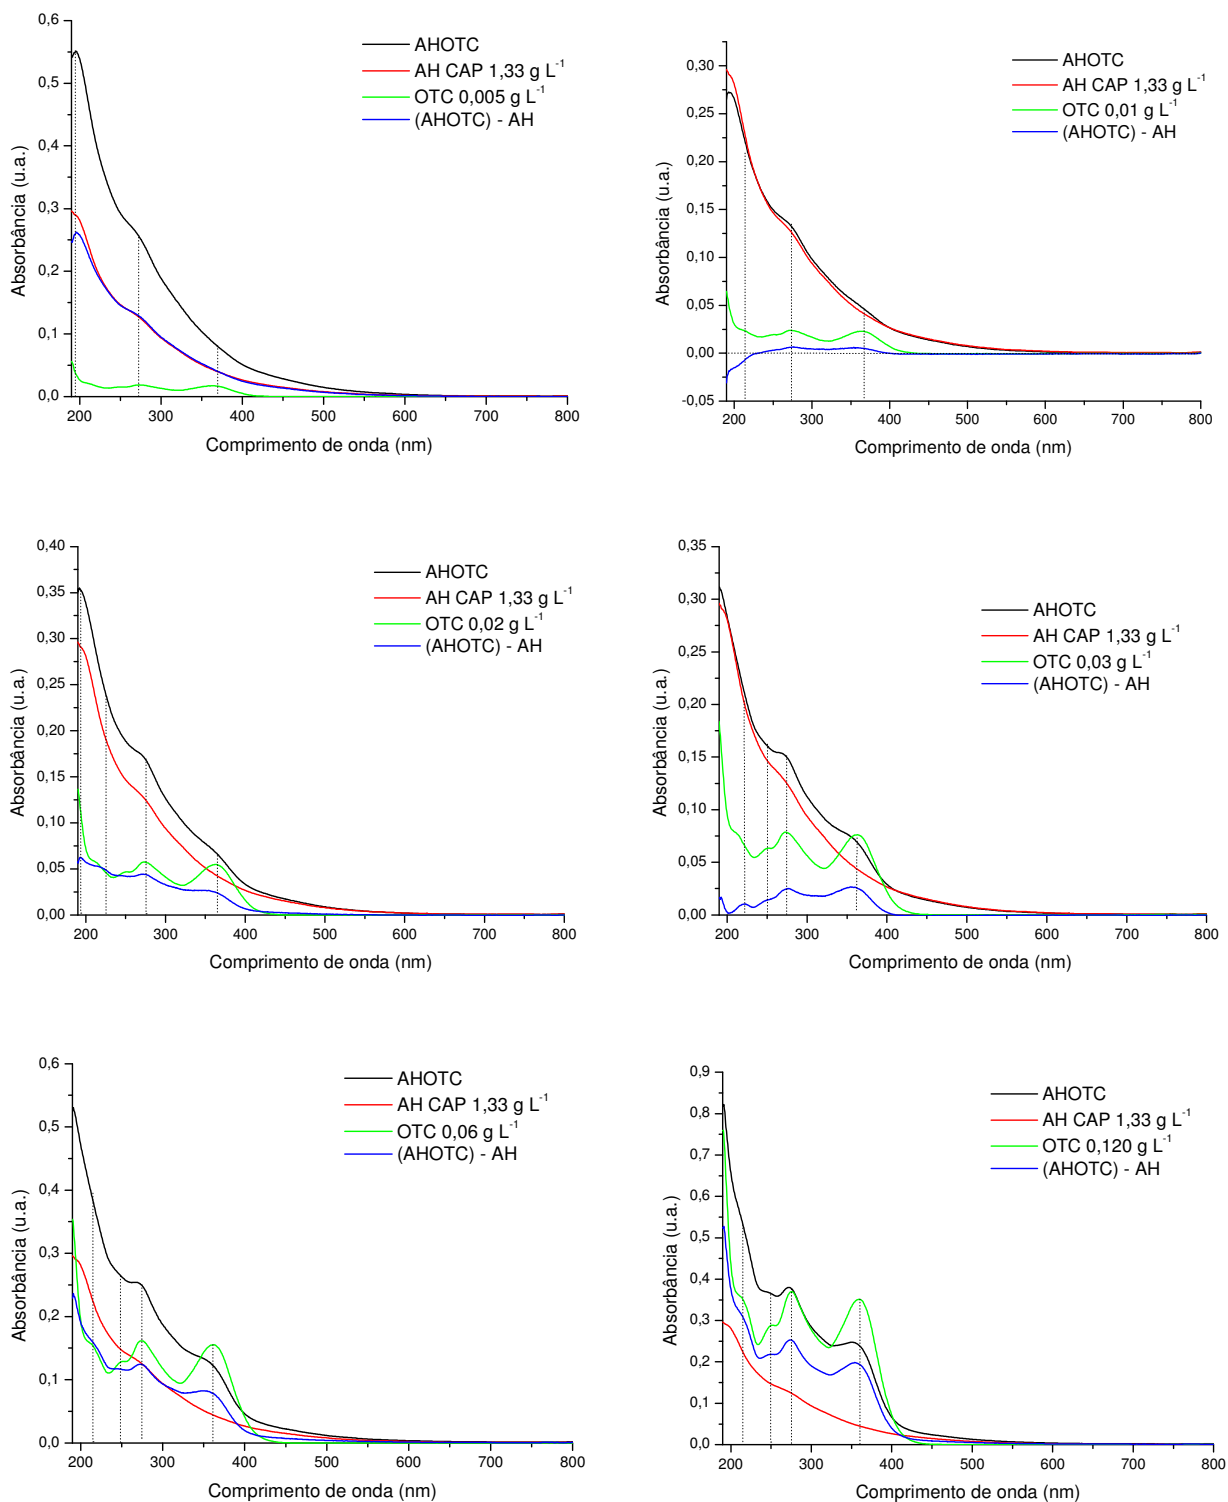 0,6
0,5
0,4
0,3
0,2
0,1
0,0
Absorbância (u.a.)
AHOTC
AH CAP 1,33 g L⁻¹
OTC 0,005 g L⁻¹
(AHOTC) - AH
200 300 400 500 600 700 800
Comprimento de onda (nm)
0,30
0,25
0,20
0,15
0,10
0,05
0,00
-0,05
Absorbância (u.a.)
AHOTC
AH CAP 1,33 g L⁻¹
OTC 0,01 g L⁻¹
(AHOTC) - AH
200 300 400 500 600 700 800
Comprimento de onda (nm)
0,40
0,35
0,30
0,25
0,20
0,15
0,10
0,05
0,00
Absorbância (u.a.)
AHOTC
AH CAP 1,33 g L⁻¹
OTC 0,02 g L⁻¹
(AHOTC) - AH
200 300 400 500 600 700 800
Comprimento de onda (nm)
0,35
0,30
0,25
0,20
0,15
0,10
0,05
0,00
Absorbância (u.a.)
AHOTC
AH CAP 1,33 g L⁻¹
OTC 0,03 g L⁻¹
(AHOTC) - AH
200 300 400 500 600 700 800
Comprimento de onda (nm)
0,6
0,5
0,4
0,3
0,2
0,1
0,0
Absorbância (u.a.)
AHOTC
AH CAP 1,33 g L⁻¹
OTC 0,06 g L⁻¹
(AHOTC) - AH
200 300 400 500 600 700 800
Comprimento de onda (nm)
0,9
0,8
0,7
0,6
0,5
0,4
0,3
0,2
0,1
0,0
Absorbância (u.a.)
AHOTC
AH CAP 1,33 g L⁻¹
OTC 0,120 g L⁻¹
(AHOTC) - AH
200 300 400 500 600 700 800
Comprimento de onda (nm)